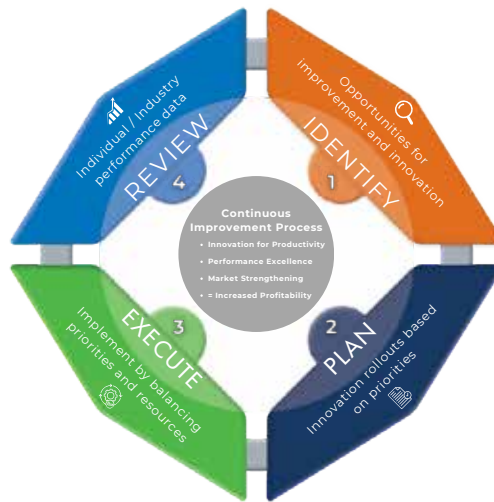 IDENTIFY
1
Opportunities for
improvement and innovation
PLAN
2
Innovation rollouts based
on priorities
EXECUTE
3
Implement by balancing
priorities and resources
REVIEW
4
Individual / Industry
performance data
Continuous
Improvement Process
• Innovation for Productivity
• Performance Excellence
• Market Strengthening
• = Increased Profitability